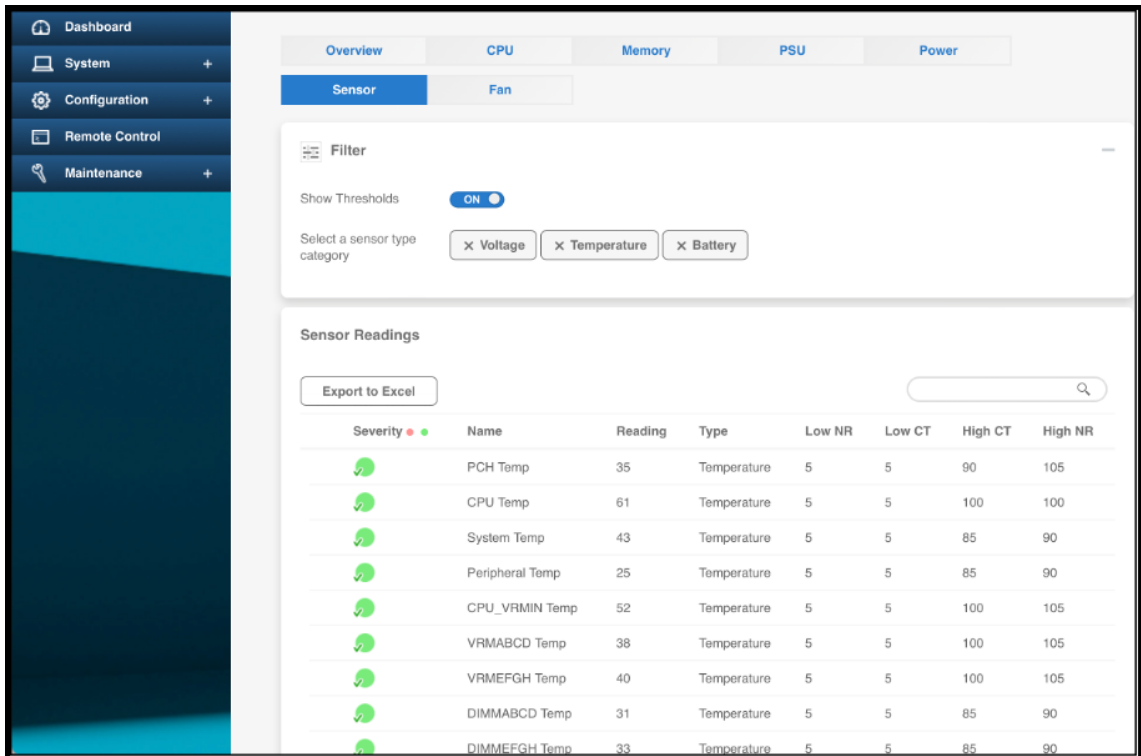 Dashboard
System +
Configuration +
Remote Control
Maintenance +
Overview CPU Memory PSU Power
Sensor Fan
Filter
Show Thresholds ON
Select a sensor type
category
× Voltage × Temperature × Battery
Sensor Readings
Export to Excel
Severity Name Reading Type Low NR Low CT High CT High NR
PCH Temp 35 Temperature 5 5 90 105
CPU Temp 61 Temperature 5 5 100 100
System Temp 43 Temperature 5 5 85 90
Peripheral Temp 25 Temperature 5 5 85 90
CPU_VRMIN Temp 52 Temperature 5 5 100 105
VRMABCD Temp 38 Temperature 5 5 100 105
VRMEFGH Temp 40 Temperature 5 5 100 105
DIMMABCD Temp 31 Temperature 5 5 85 90
DIMMEFGH Temp 33 Temperature 5 5 85 90